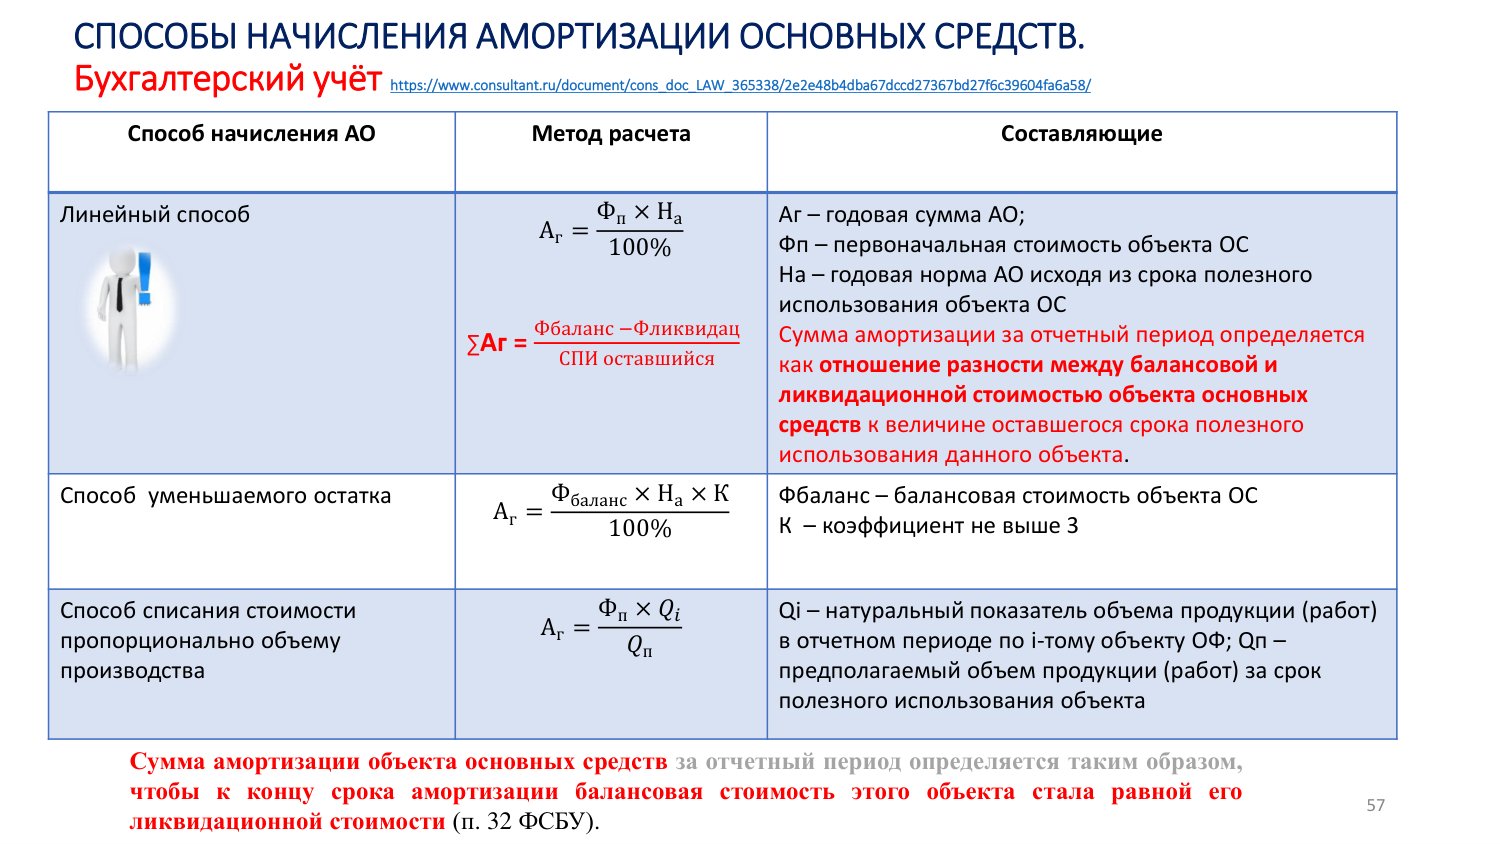 СПОСОБЫ НАЧИСЛЕНИЯ АМОРТИЗАЦИИ ОСНОВНЫХ СРЕДСТВ.
Бухгалтерский учёт https://www.consultant.ru/document/cons_doc_LAW_365338/2e2e48b4dba67dccd27367bd27f6c39604fa6a58/
Способ начисления АО
Метод расчета
Составляющие
Линейный способ
Аг = Фп × На / 100%
∑Аг = Фбаланс −Фликвидац / СПИ оставшийся
Аг – годовая сумма АО;
Фп – первоначальная стоимость объекта ОС
На – годовая норма АО исходя из срока полезного
использования объекта ОС
Сумма амортизации за отчетный период определяется
как отношение разности между балансовой и
ликвидационной стоимостью объекта основных
средств к величине оставшегося срока полезного
использования данного объекта.
Способ уменьшаемого остатка
Аг = Фбаланс × На × К / 100%
Фбаланс – балансовая стоимость объекта ОС
К – коэффициент не выше 3
Способ списания стоимости
пропорционально объему
производства
Аг = Фп × Qi / Qп
Qi – натуральный показатель объема продукции (работ)
в отчетном периоде по i-тому объекту ОФ; Qп –
предполагаемый объем продукции (работ) за срок
полезного использования объекта
Сумма амортизации объекта основных средств за отчетный период определяется таким образом,
чтобы к концу срока амортизации балансовая стоимость этого объекта стала равной его
ликвидационной стоимости (п. 32 ФСБУ).
57